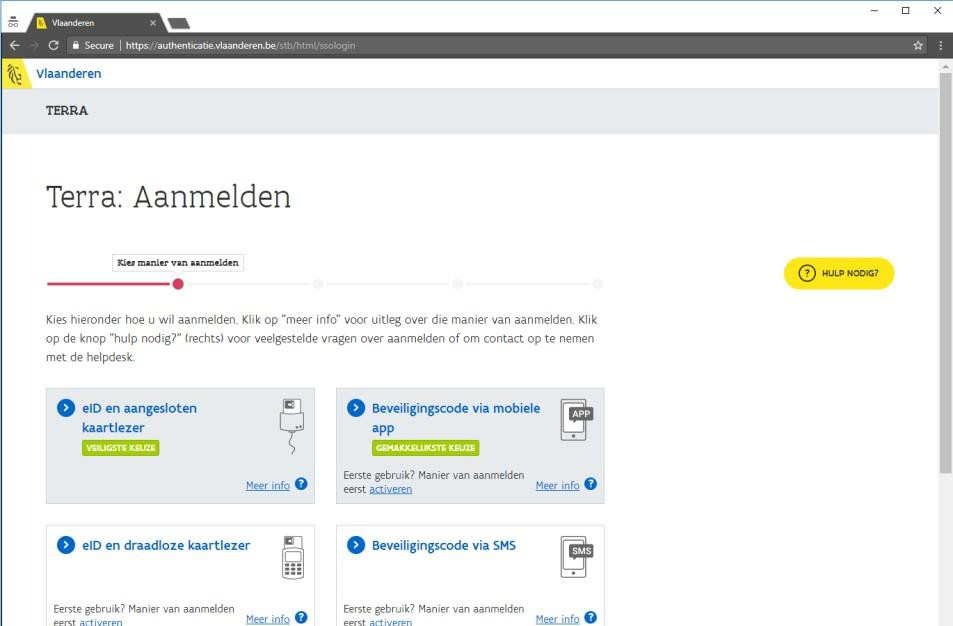 Vlaanderen
Secure https://authenticatie.vlaanderen.be/stb/html/ssologin
Vlaanderen
TERRA
Terra: Aanmelden
Kies manier van aanmelden
HULP NODIG?
Kies hieronder hoe u wil aanmelden. Klik op "meer info" voor uitleg over die manier van aanmelden. Klik
op de knop "hulp nodig?" (rechts) voor veelgestelde vragen over aanmelden of om contact op te nemen
met de helpdesk.
eID en aangesloten
kaartlezer
VEILIGSTE KEUZE
Meer info ?
Beveiligingscode via mobiele
app
APP
GEMAKKELIJKSTE KEUZE
Eerste gebruik? Manier van aanmelden
eerst activeren
Meer info ?
eID en draadloze kaartlezer
Eerste gebruik? Manier van aanmelden
eerst activeren
Meer info ?
Beveiligingscode via SMS
SMS
Eerste gebruik? Manier van aanmelden
eerst activeren
Meer info ?